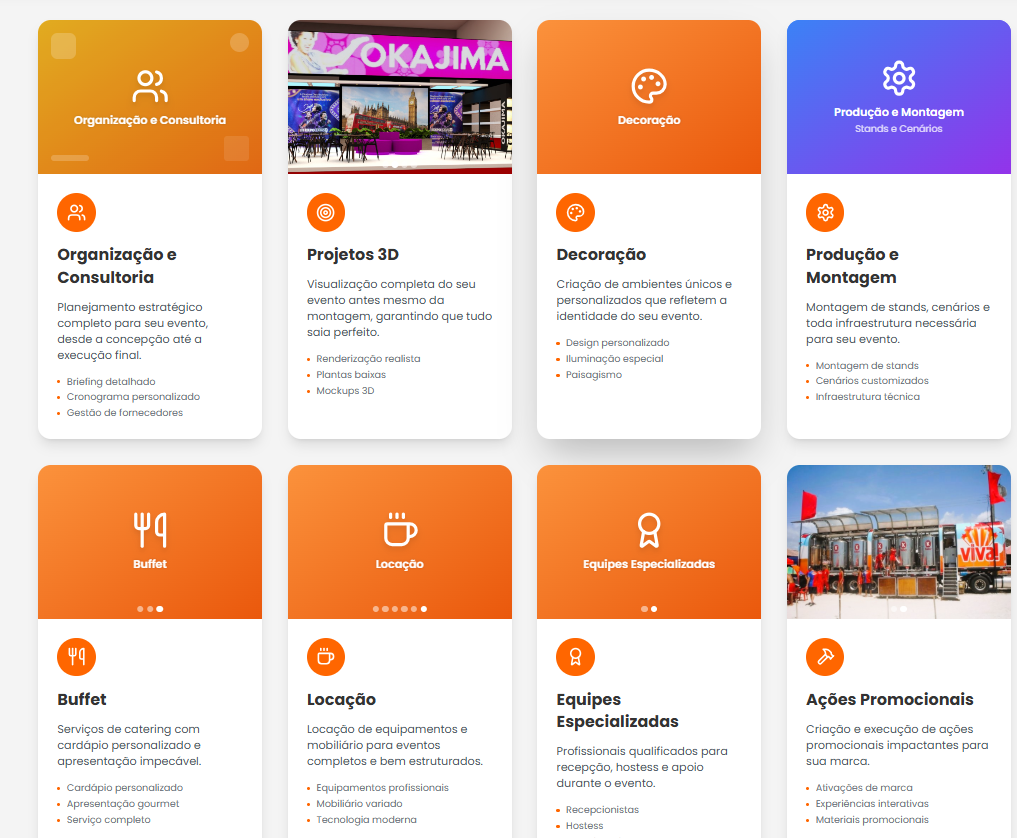 Organização e Consultoria
Organização e
Consultoria
Planejamento estratégico
completo para seu evento,
desde a concepção até a
execução final.
Briefing detalhado
Cronograma personalizado
Gestão de fornecedores
OKAJIMA
Projetos 3D
Visualização completa do seu
evento antes mesmo da
montagem, garantindo que tudo
saia perfeito.
Renderização realista
Plantas baixas
Mockups 3D
Decoração
Decoração
Criação de ambientes únicos e
personalizados que refletem a
identidade do seu evento.
Design personalizado
Iluminação especial
Paisagismo
Produção e Montagem
Stands e Cenários
Produção e
Montagem
Montagem de stands, cenários e
toda infraestrutura necessária
para seu evento.
Montagem de stands
Cenários customizados
Infraestrutura técnica
Buffet
Buffet
Serviços de catering com
cardápio personalizado e
apresentação impecável.
Cardápio personalizado
Apresentação gourmet
Serviço completo
Locação
Locação
Locação de equipamentos e
mobiliário para eventos
completos e bem estruturados.
Equipamentos profissionais
Mobiliário variado
Tecnologia moderna
Equipes Especializadas
Equipes
Especializadas
Profissionais qualificados para
recepção, hostess e apoio
durante o evento.
Recepcionistas
Hostess
viva!
Ações Promocionais
Criação e execução de ações
promocionais impactantes para
sua marca.
Ativações de marca
Experiências interativas
Materiais promocionais